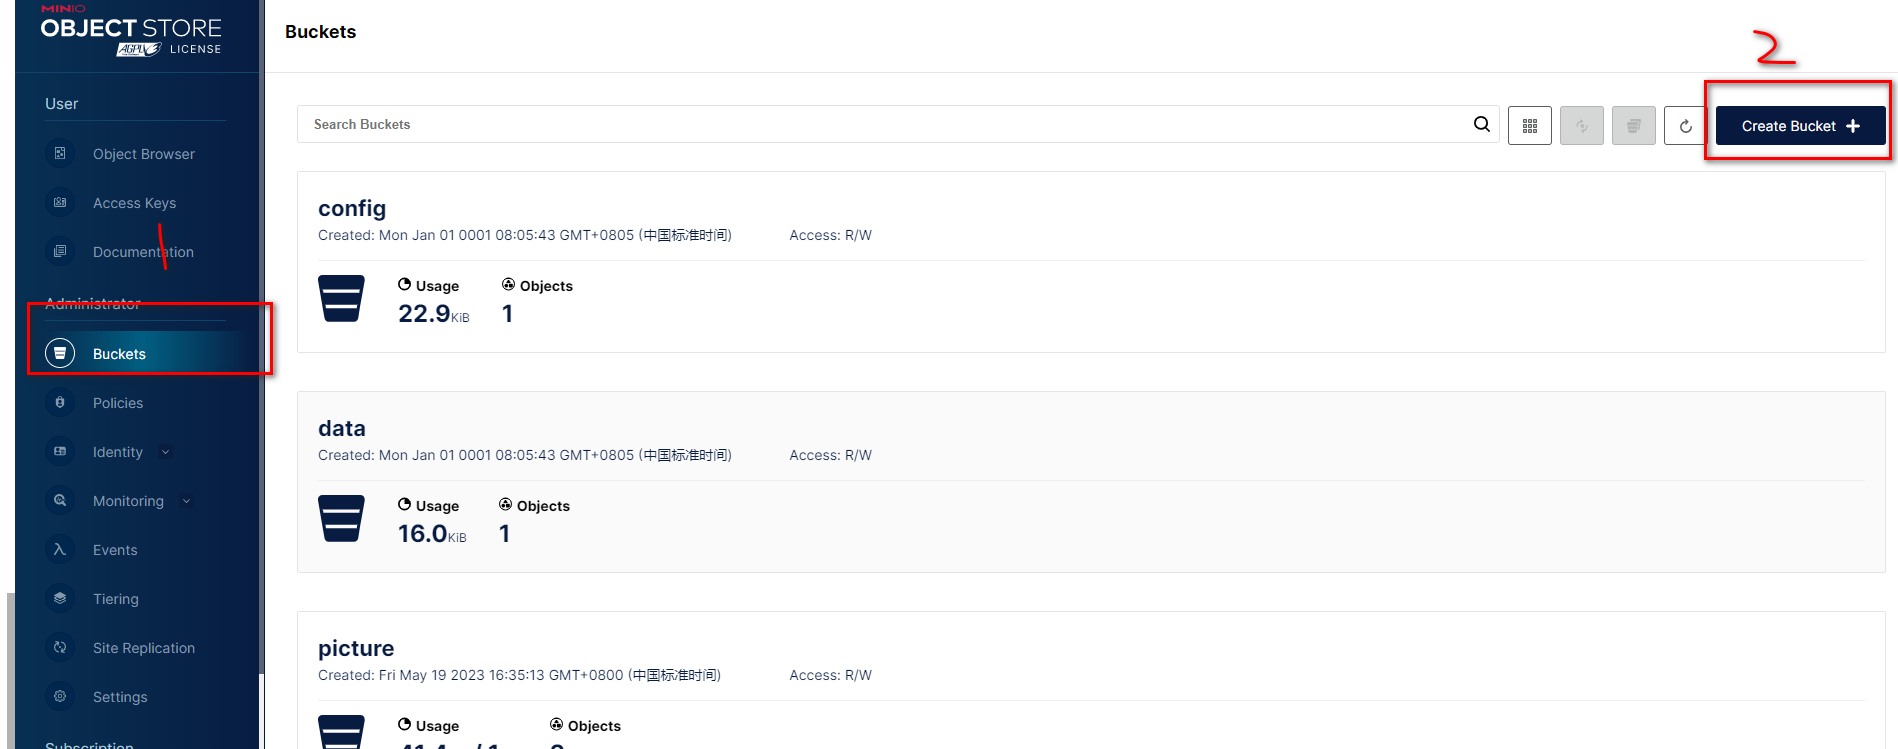 MINIO
OBJECT STORE
AGPLv3 LICENSE
User
Object Browser
Access Keys
Documentation
Administrator
Buckets
Policies
Identity
Monitoring
Events
Tiering
Site Replication
Settings
Subscription
Buckets
2
Search Buckets
Create Bucket +
config
Created: Mon Jan 01 0001 08:05:43 GMT+0805 (中国标准时间) Access: R/W
Usage Objects
22.9KiB 1
data
Created: Mon Jan 01 0001 08:05:43 GMT+0805 (中国标准时间) Access: R/W
Usage Objects
16.0KiB 1
picture
Created: Fri May 19 2023 16:35:13 GMT+0800 (中国标准时间) Access: R/W
Usage Objects